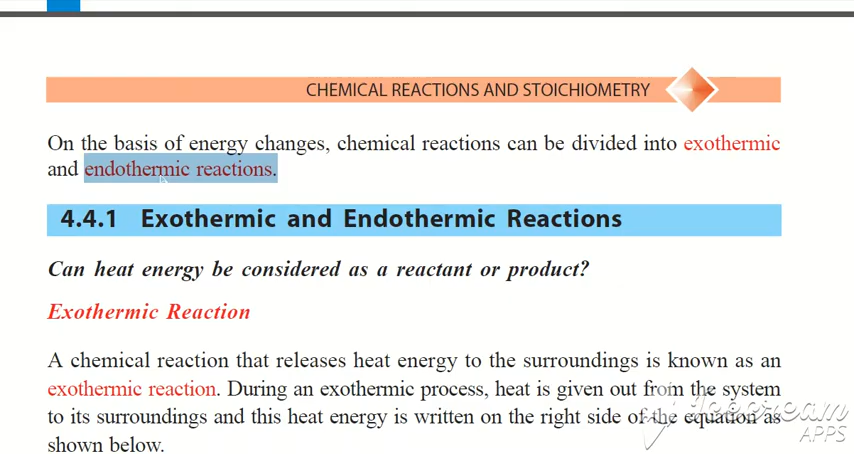 CHEMICAL REACTIONS AND STOICHIOMETRY
On the basis of energy changes, chemical reactions can be divided into exothermic
and endothermic reactions.
4.4.1 Exothermic and Endothermic Reactions
Can heat energy be considered as a reactant or product?
Exothermic Reaction
A chemical reaction that releases heat energy to the surroundings is known as an
exothermic reaction. During an exothermic process, heat is given out from the system
to its surroundings and this heat energy is written on the right side of the equation as
shown below.
Icecream
APPS